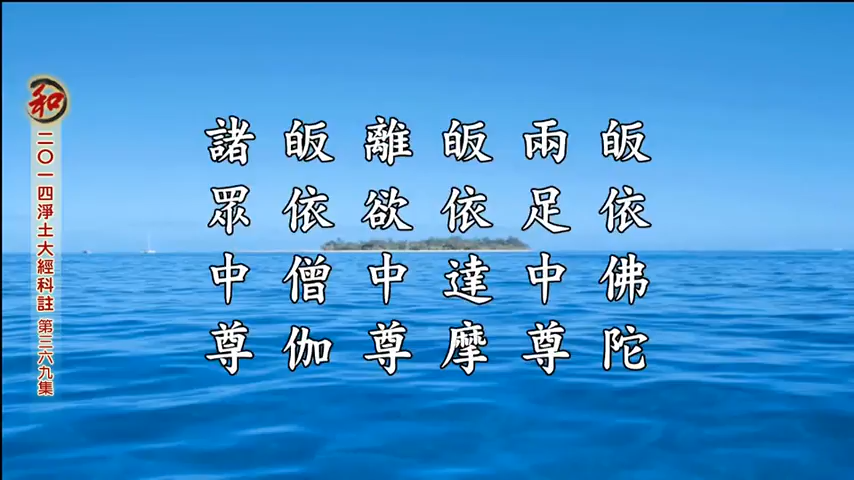 皈依佛陀
兩足中尊
皈依達摩
離欲中尊
皈依僧伽
諸眾中尊
和
二〇一四淨土大經科註 第三六九集